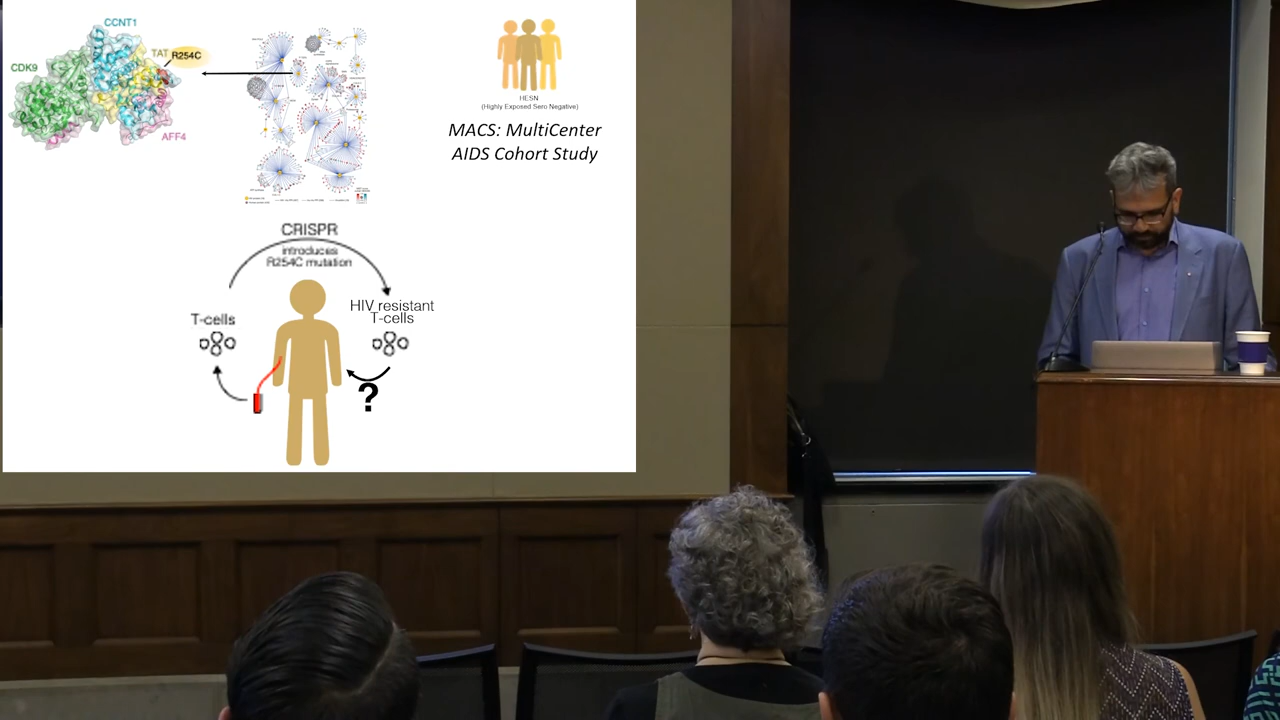 CCNT1
TAT R254C
CDK9
AFF4
HESN
(Highly Exposed Sero Negative)
MACS: MultiCenter
AIDS Cohort Study
CRISPR
introduces
R254C mutation
T-cells
HIV resistant
T-cells
?